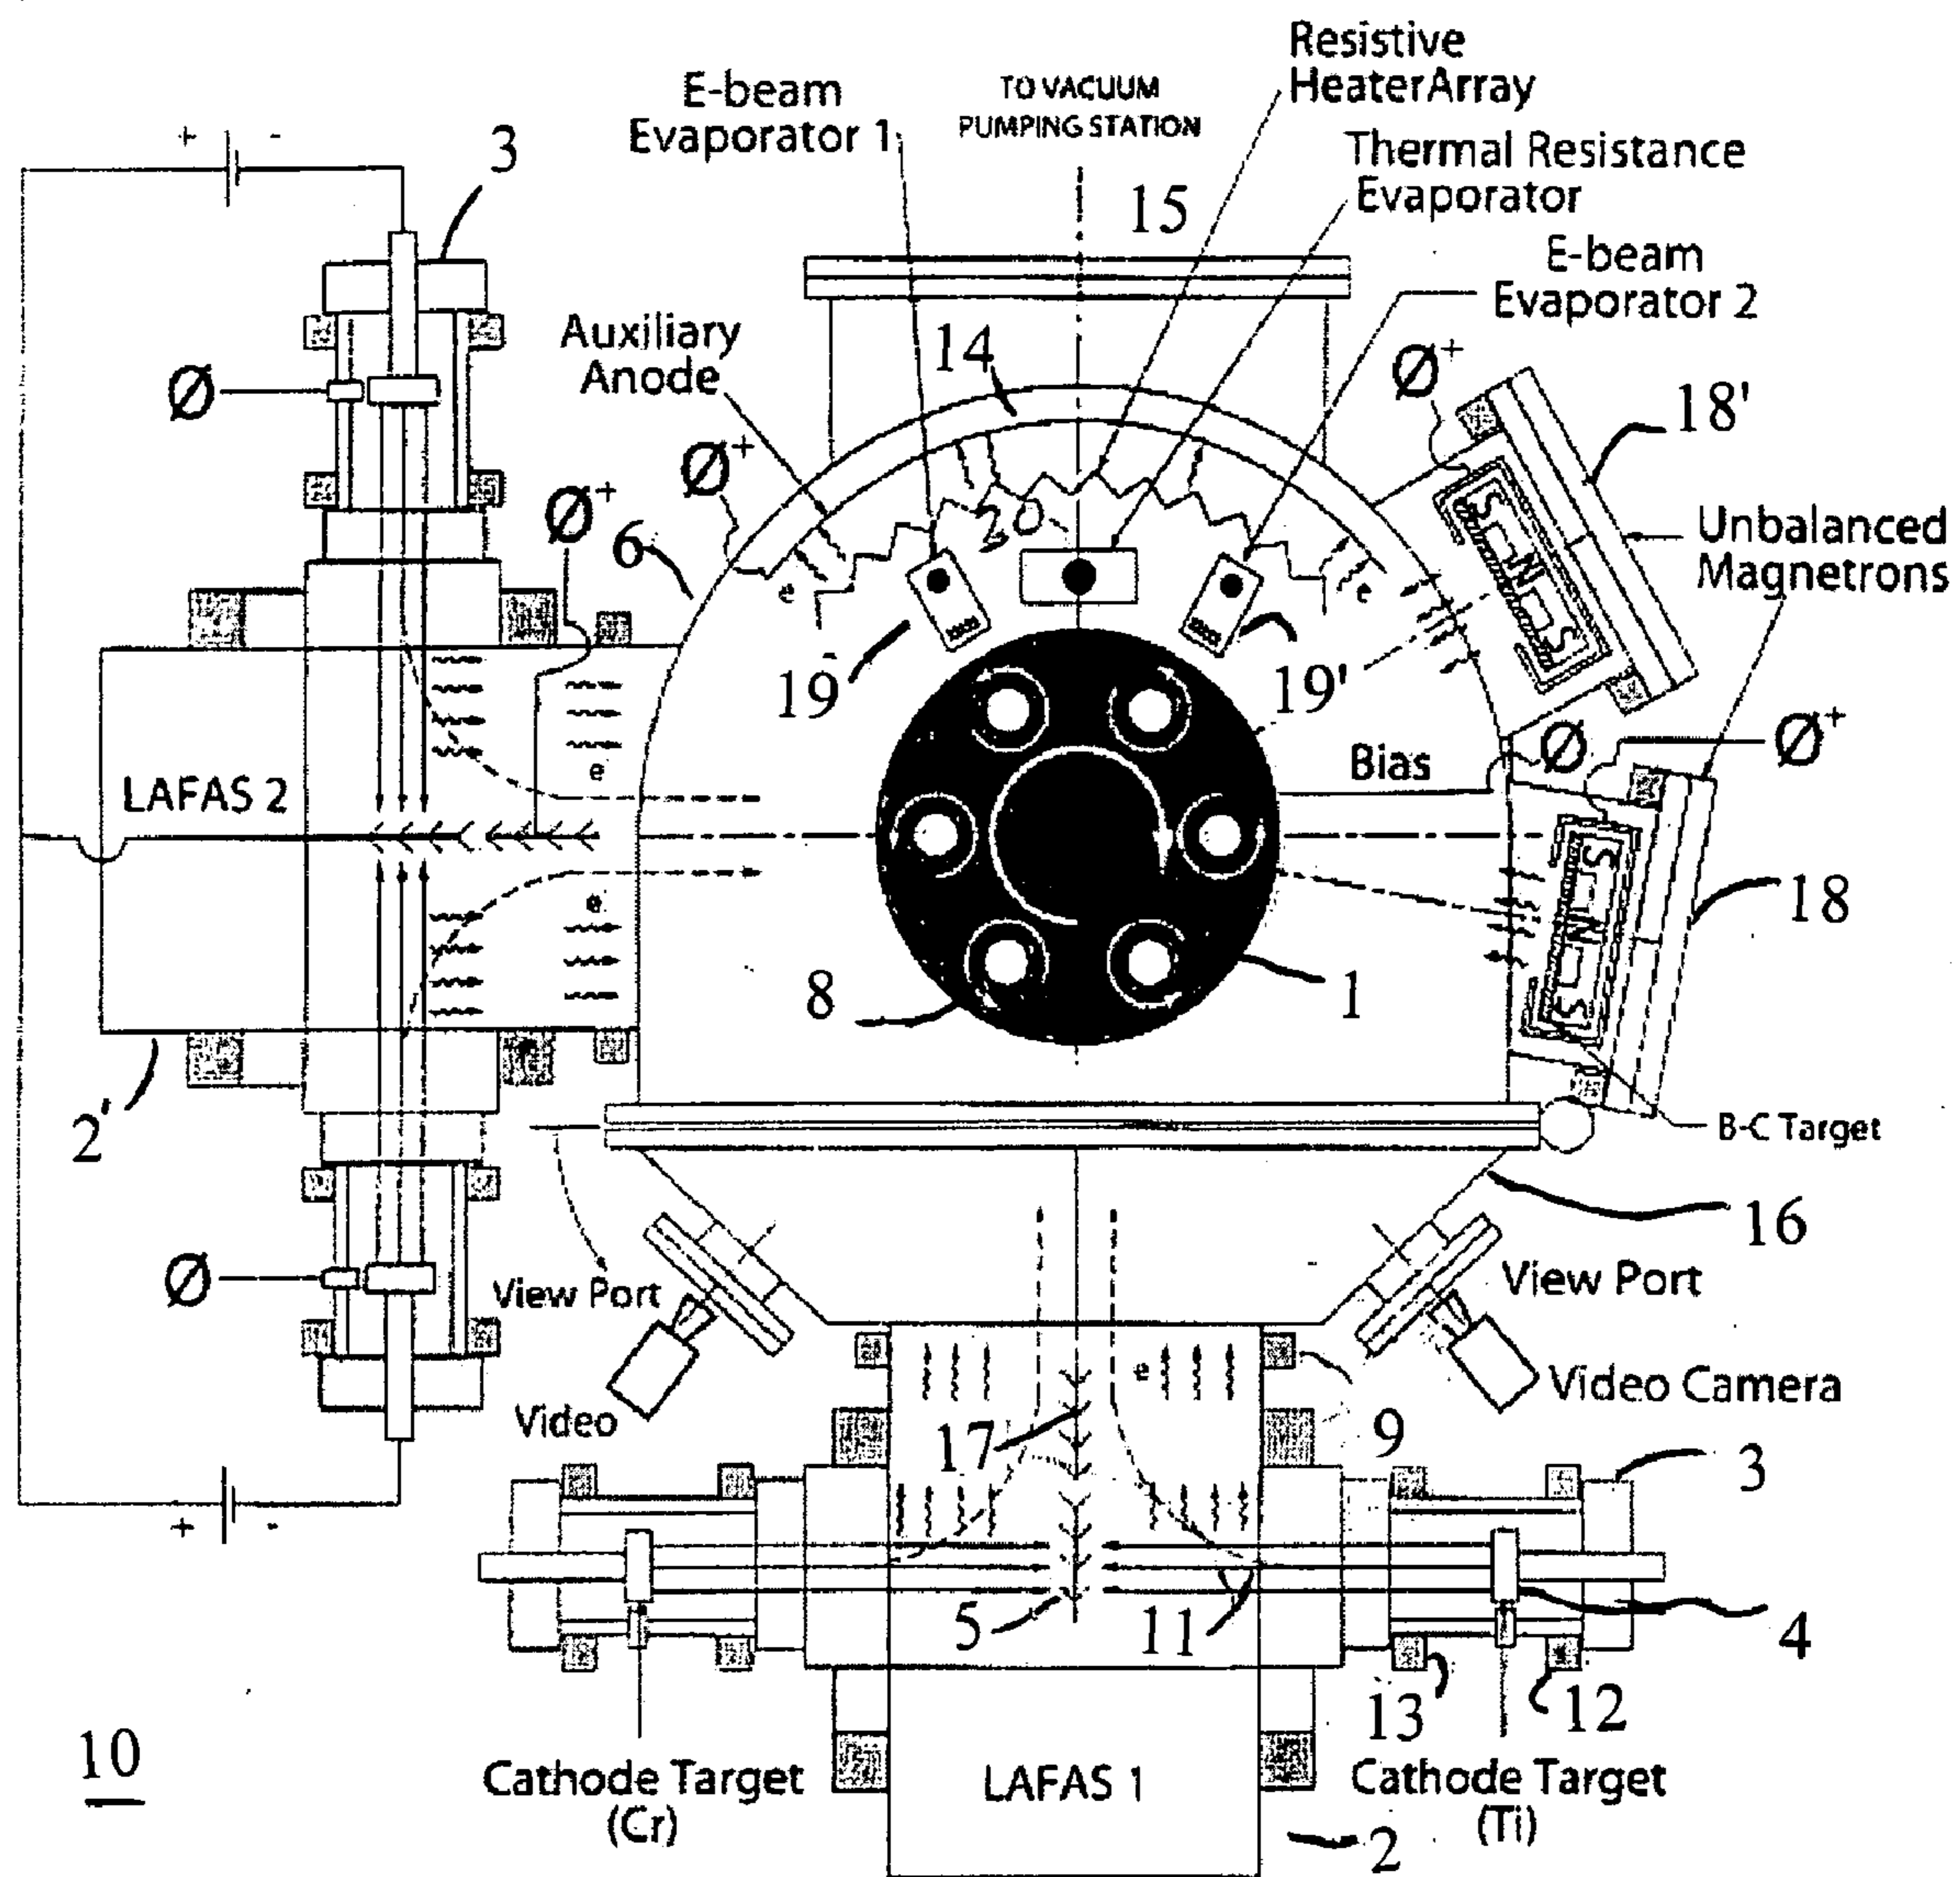 Resistive
HeaterArray
E-beam
Evaporator 1
TO VACUUM
PUMPING STATION
Thermal Resistance
Evaporator
+ -
3
15
E-beam
Evaporator 2
Auxiliary
Anode
14
Ø+
18'
Ø
Ø+
Ø+
20
6
S N S
Unbalanced
Magnetrons
e
e
19
19'
Ø
Ø+
Bias
LAFAS 2
e
S N S
18
e
8
1
2'
B-C Target
16
Ø
View Port
View Port
Video
Video Camera
e
17
9
3
5
11
4
+ -
13
12
10
Cathode Target
(Cr)
LAFAS 1
Cathode Target
(Ti)
2